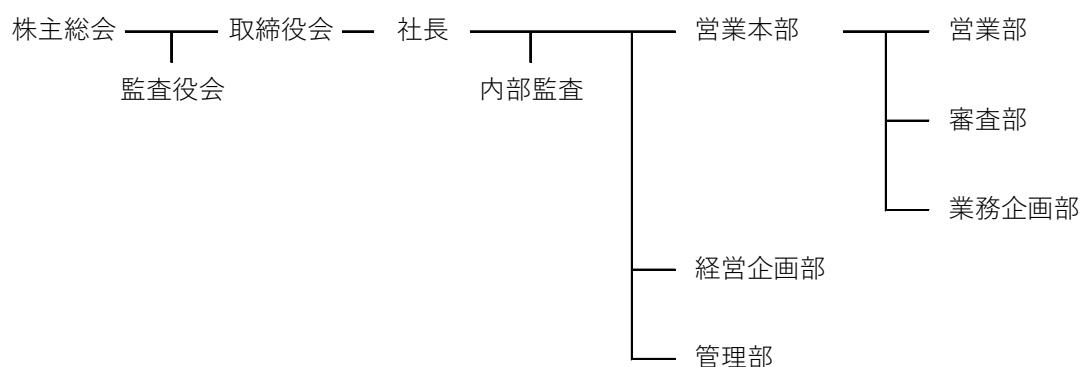 株主総会 取締役会 社長 営業本部 営業部
監査役会 内部監査
審査部
業務企画部
経営企画部
管理部